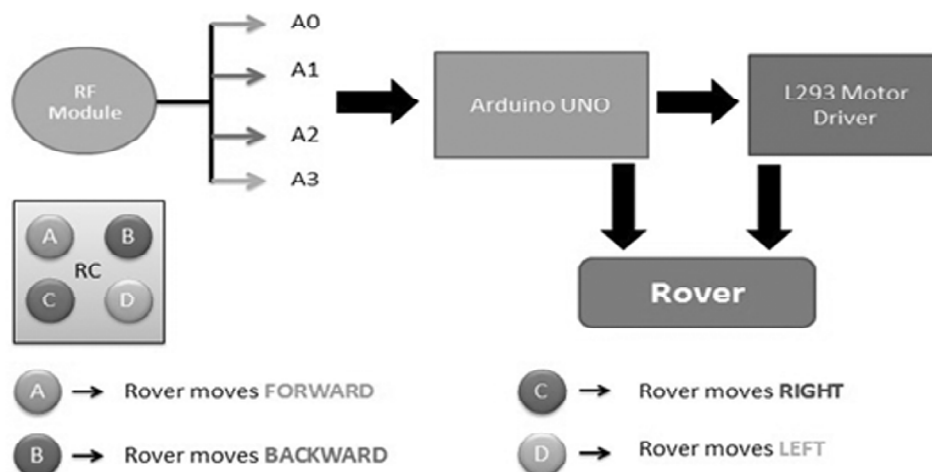 A0
RF
Module
A1
A2
A3
Arduino UNO
L293 Motor
Driver
A
B
RC
C
D
Rover
A Rover moves FORWARD
B Rover moves BACKWARD
C Rover moves RIGHT
D Rover moves LEFT